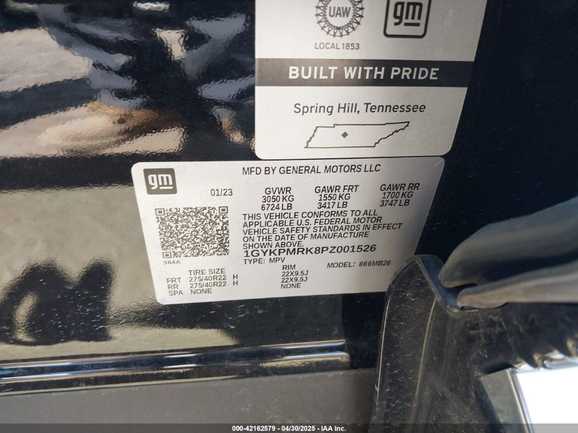 UAW
LOCAL 1853
gm
BUILT WITH PRIDE
Spring Hill, Tennessee
gm
MFD BY GENERAL MOTORS LLC
01/23
GVWR GAWR FRT GAWR RR
3050 KG 1550 KG 1700 KG
6724 LB 3417 LB 3747 LB
THIS VEHICLE CONFORMS TO ALL
APPLICABLE U.S. FEDERAL MOTOR
VEHICLE SAFETY STANDARDS IN EFFECT
ON THE DATE OF MANUFACTURE
SHOWN ABOVE.
1GYKPMRK8PZ001526
TYPE: MPV MODEL: 666MB26
TIRE SIZE RIM
FRT 275/40R22 H 22X9.5J
RR 275/40R22 H 22X9.5J
SPA NONE NONE
000-42162579 - 04/30/2025 - IAA Inc.